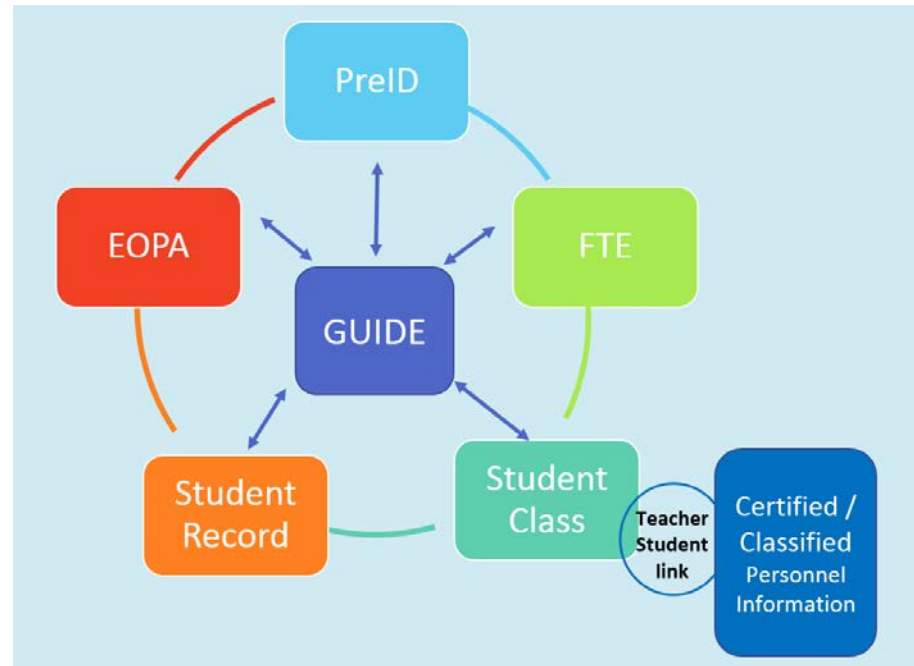 PreID
EOPA
FTE
GUIDE
Student
Record
Student
Class
Teacher
Student
link
Certified /
Classified
Personnel
Information